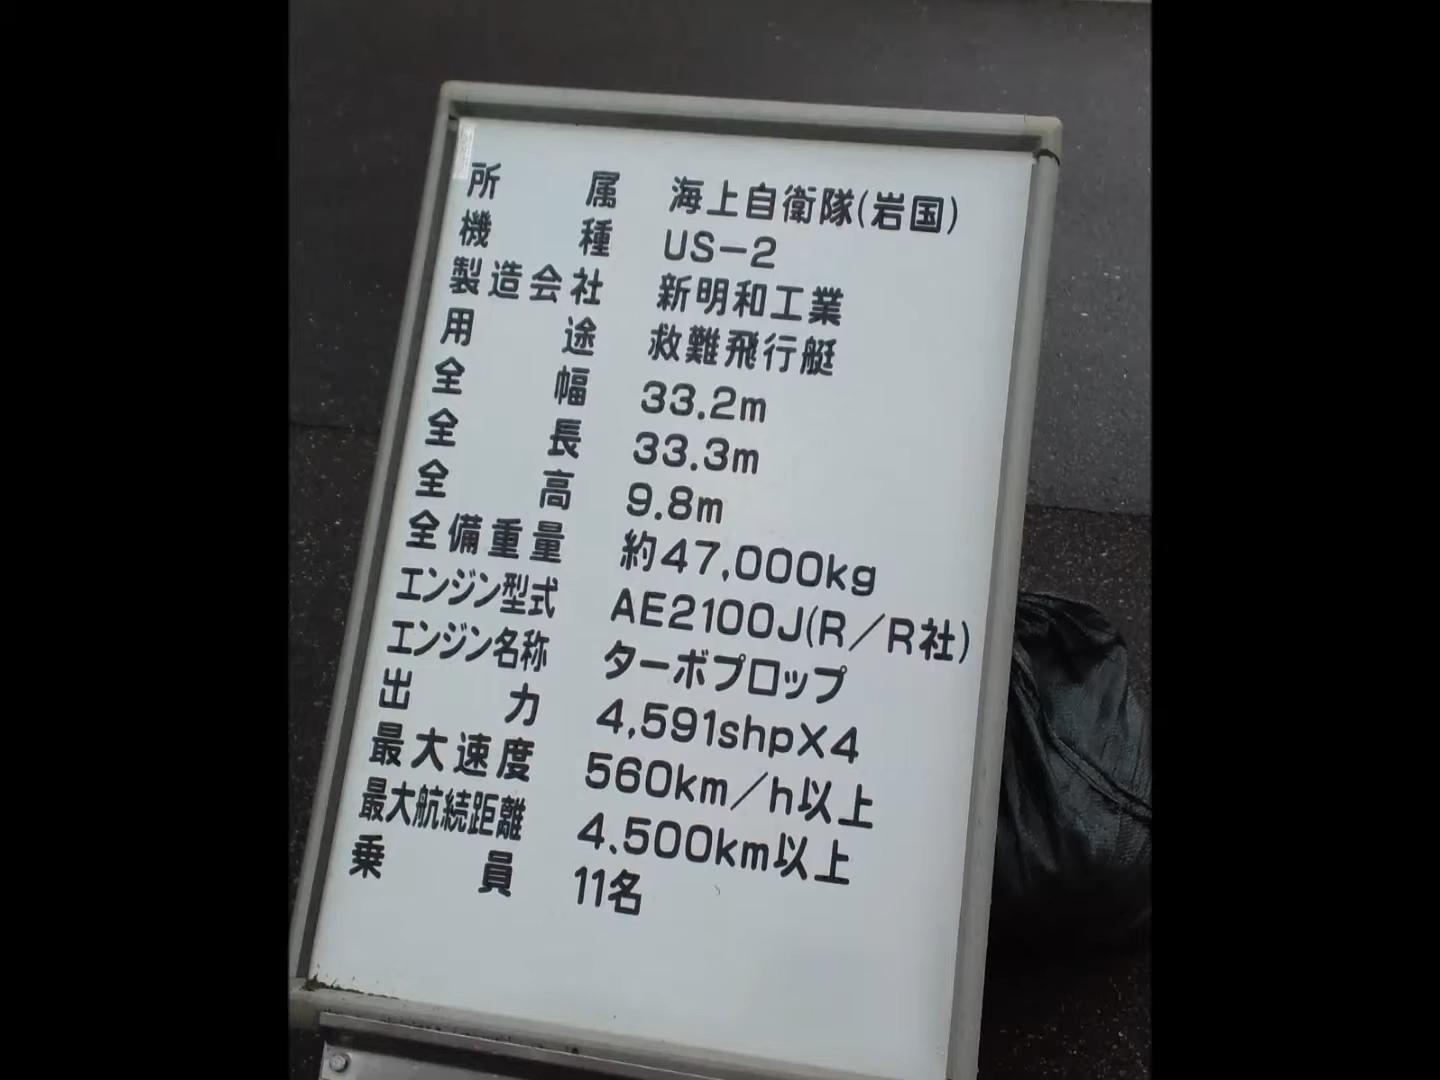 所属 海上自衛隊(岩国)
機種 US-2
製造会社 新明和工業
用途 救難飛行艇
全幅 33.2m
全長 33.3m
全高 9.8m
全備重量 約47,000kg
エンジン型式 AE2100J(R/R社)
エンジン名称 ターボプロップ
出力 4,591shpX4
最大速度 560km/h以上
最大航続距離 4,500km以上
乗員 11名